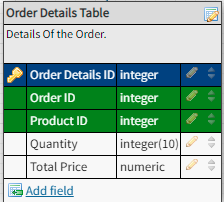 Order Details Table
Details Of the Order.
Order Details ID integer
Order ID integer
Product ID integer
Quantity integer(10)
Total Price numeric
Add field